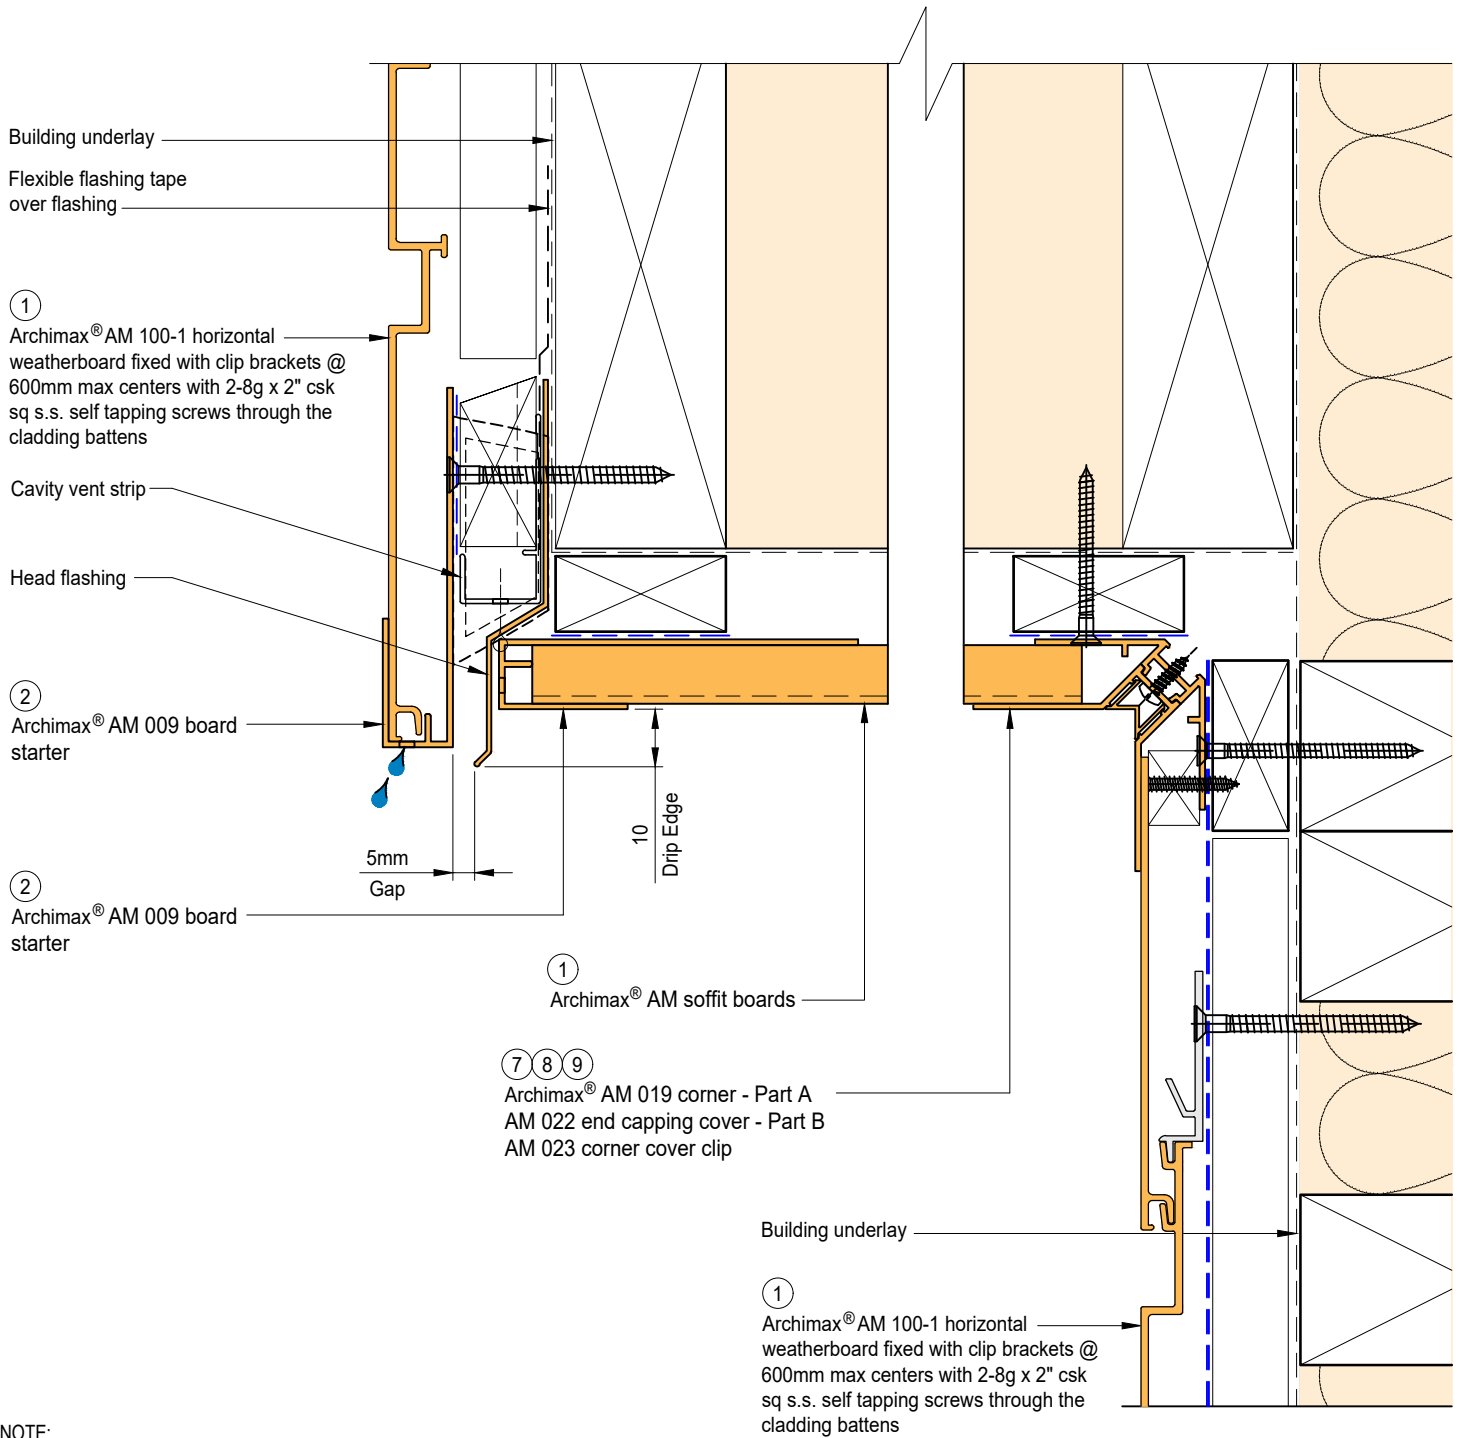 Building underlay
Flexible flashing tape
over flashing
1
Archimax® AM 100-1 horizontal
weatherboard fixed with clip brackets @
600mm max centers with 2-8g x 2" csk
sq s.s. self tapping screws through the
cladding battens
Cavity vent strip
Head flashing
2
Archimax® AM 009 board
starter
5mm
Gap
10
Drip Edge
2
Archimax® AM 009 board
starter
1
Archimax® AM soffit boards
7 8 9
Archimax® AM 019 corner - Part A
AM 022 end capping cover - Part B
AM 023 corner cover clip
Building underlay
1
Archimax® AM 100-1 horizontal
weatherboard fixed with clip brackets @
600mm max centers with 2-8g x 2" csk
sq s.s. self tapping screws through the
cladding battens
NOTE: